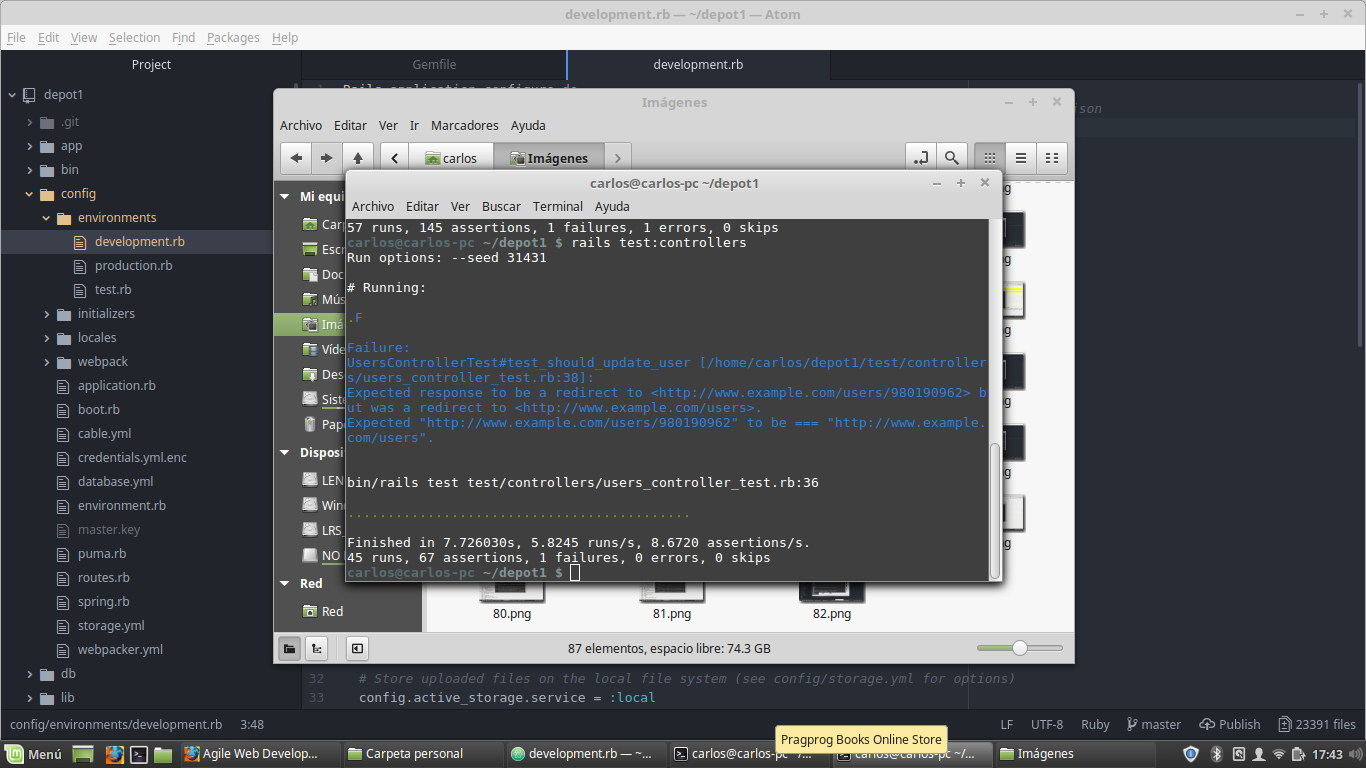 development.rb — ~/depot1 — Atom
File Edit View Selection Find Packages Help
Project
Gemfile
development.rb
depot1
.git
app
bin
config
environments
development.rb
production.rb
test.rb
initializers
locales
webpack
application.rb
boot.rb
cable.yml
credentials.yml.enc
database.yml
environment.rb
master.key
puma.rb
routes.rb
spring.rb
storage.yml
webpacker.yml
db
lib
son
Imágenes
Archivo Editar Ver Ir Marcadores Ayuda
carlos
Imágenes
Mi equi
Carp
Escr
Doc
Mús
Imá
Víde
Des
Siste
Pape
Disposi
LEN
Wind
LRS_
NO
Red
Red
carlos@carlos-pc ~/depot1
Archivo Editar Ver Buscar Terminal Ayuda
57 runs, 145 assertions, 1 failures, 1 errors, 0 skips
carlos@carlos-pc ~/depot1 $ rails test:controllers
Run options: --seed 31431
# Running:
.F
Failure:
UsersControllerTest#test_should_update_user [/home/carlos/depot1/test/controller
s/users_controller_test.rb:38]:
Expected response to be a redirect to <http://www.example.com/users/980190962> b
ut was a redirect to <http://www.example.com/users>.
Expected "http://www.example.com/users/980190962" to be === "http://www.example.
com/users".
bin/rails test test/controllers/users_controller_test.rb:36
...........................................
Finished in 7.726030s, 5.8245 runs/s, 8.6720 assertions/s.
45 runs, 67 assertions, 1 failures, 0 errors, 0 skips
carlos@carlos-pc ~/depot1 $
80.png
81.png
82.png
87 elementos, espacio libre: 74.3 GB
32 # Store uploaded files on the local file system (see config/storage.yml for options)
33 config.active_storage.service = :local
config/environments/development.rb 3:48
LF UTF-8 Ruby master Publish 23391 files
Pragprog Books Online Store
Menú
Agile Web Develop...
Carpeta personal
development.rb — ~...
carlos@carlos-pc ~/...
carlos@carlos-pc ~/...
Imágenes
17:43